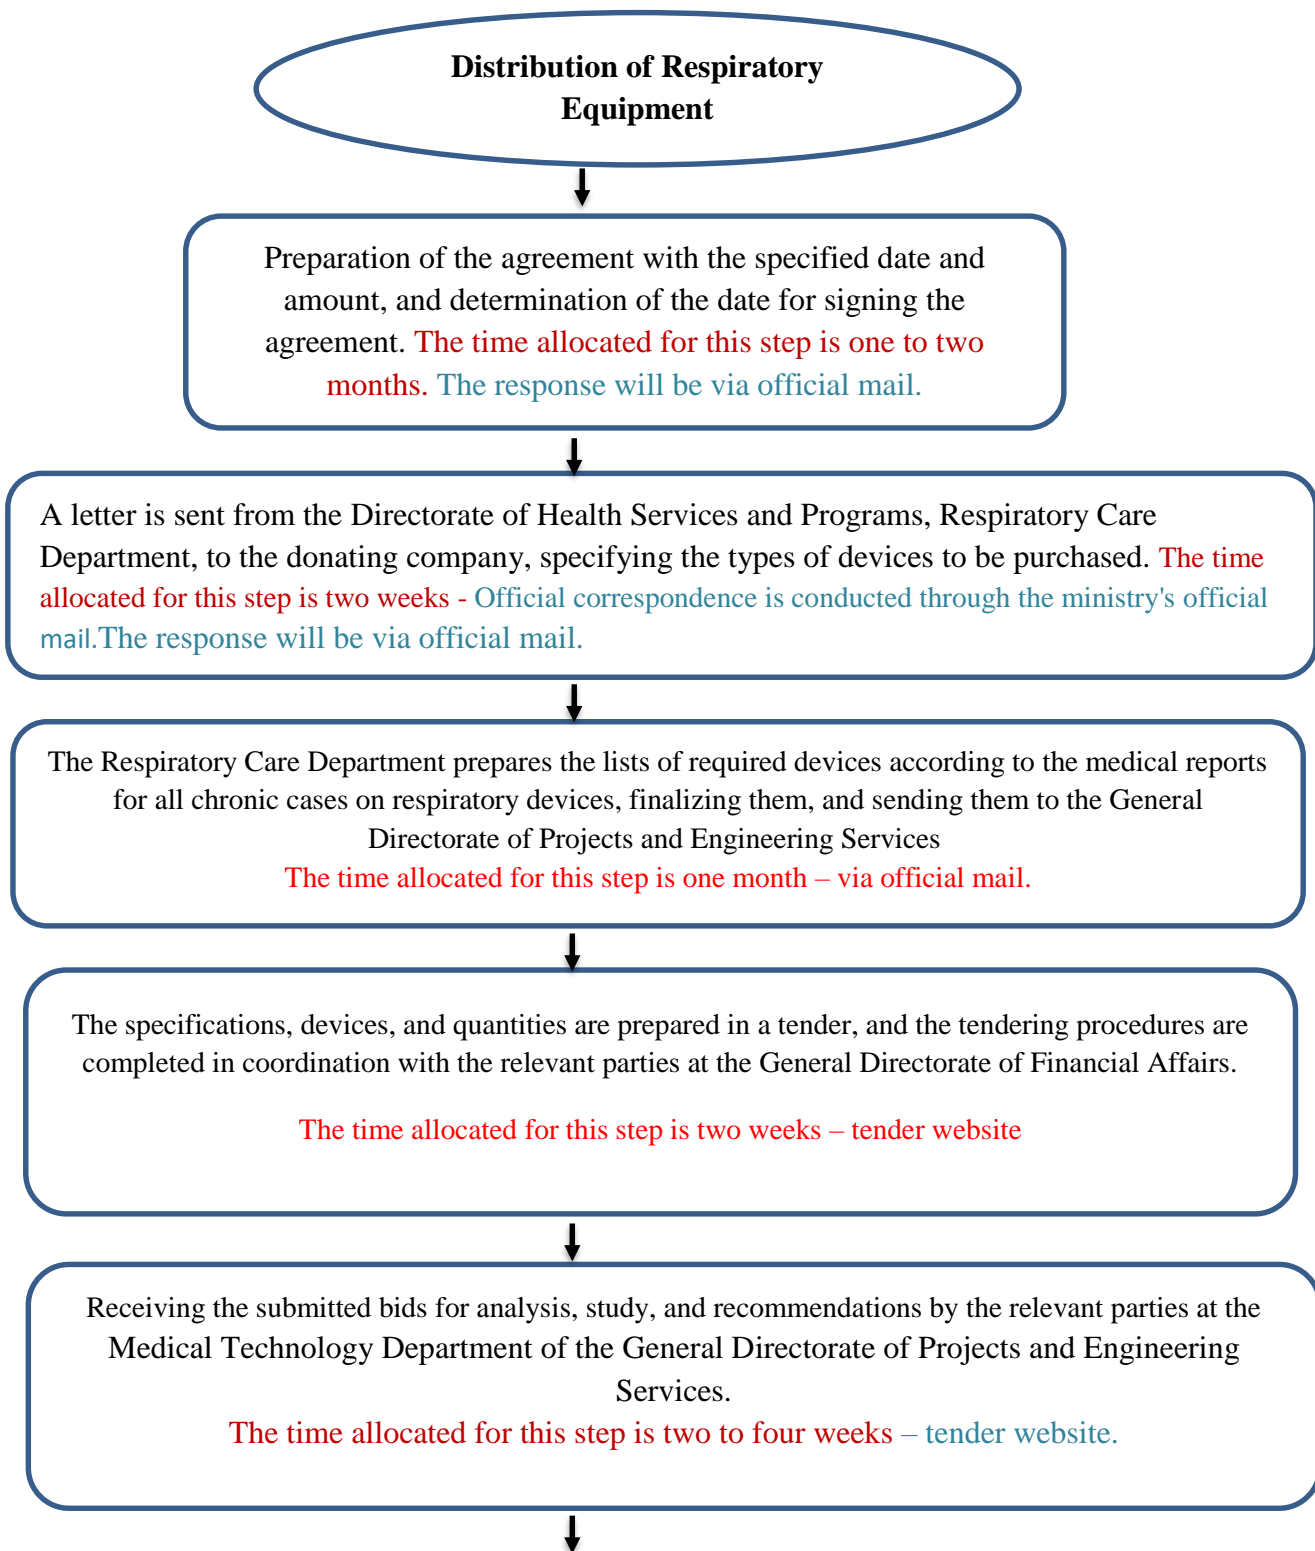 Distribution of Respiratory
Equipment
Preparation of the agreement with the specified date and
amount, and determination of the date for signing the
agreement. The time allocated for this step is one to two
months. The response will be via official mail.
A letter is sent from the Directorate of Health Services and Programs, Respiratory Care
Department, to the donating company, specifying the types of devices to be purchased. The time
allocated for this step is two weeks - Official correspondence is conducted through the ministry's official
mail.The response will be via official mail.
The Respiratory Care Department prepares the lists of required devices according to the medical reports
for all chronic cases on respiratory devices, finalizing them, and sending them to the General
Directorate of Projects and Engineering Services
The time allocated for this step is one month – via official mail.
The specifications, devices, and quantities are prepared in a tender, and the tendering procedures are
completed in coordination with the relevant parties at the General Directorate of Financial Affairs.
The time allocated for this step is two weeks – tender website
Receiving the submitted bids for analysis, study, and recommendations by the relevant parties at the
Medical Technology Department of the General Directorate of Projects and Engineering
Services.
The time allocated for this step is two to four weeks – tender website.